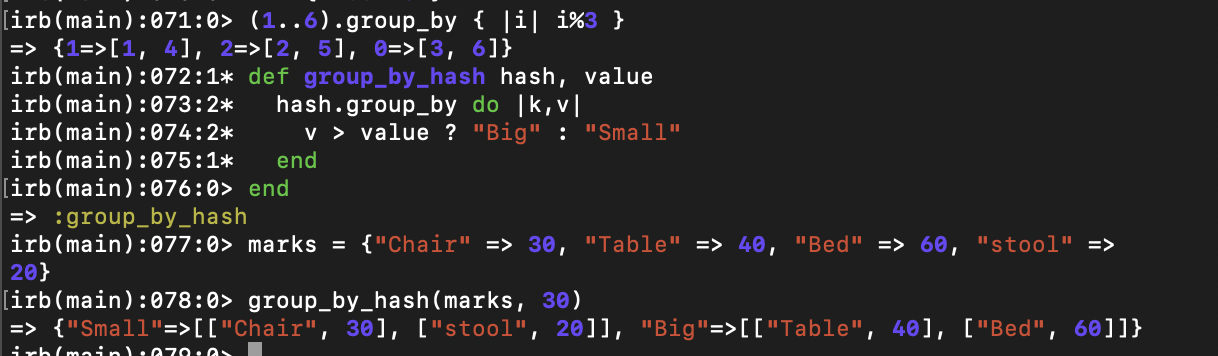 irb(main):071:0> (1..6).group_by { |i| i%3 }
=> {1=>[1, 4], 2=>[2, 5], 0=>[3, 6]}
irb(main):072:1* def group_by_hash hash, value
irb(main):073:2*   hash.group_by do |k,v|
irb(main):074:2*     v > value ? "Big" : "Small"
irb(main):075:1*   end
irb(main):076:0> end
=> :group_by_hash
irb(main):077:0> marks = {"Chair" => 30, "Table" => 40, "Bed" => 60, "stool" =>
20}
irb(main):078:0> group_by_hash(marks, 30)
=> {"Small"=>[["Chair", 30], ["stool", 20]], "Big"=>[["Table", 40], ["Bed", 60]]}
irb(main):079:0>